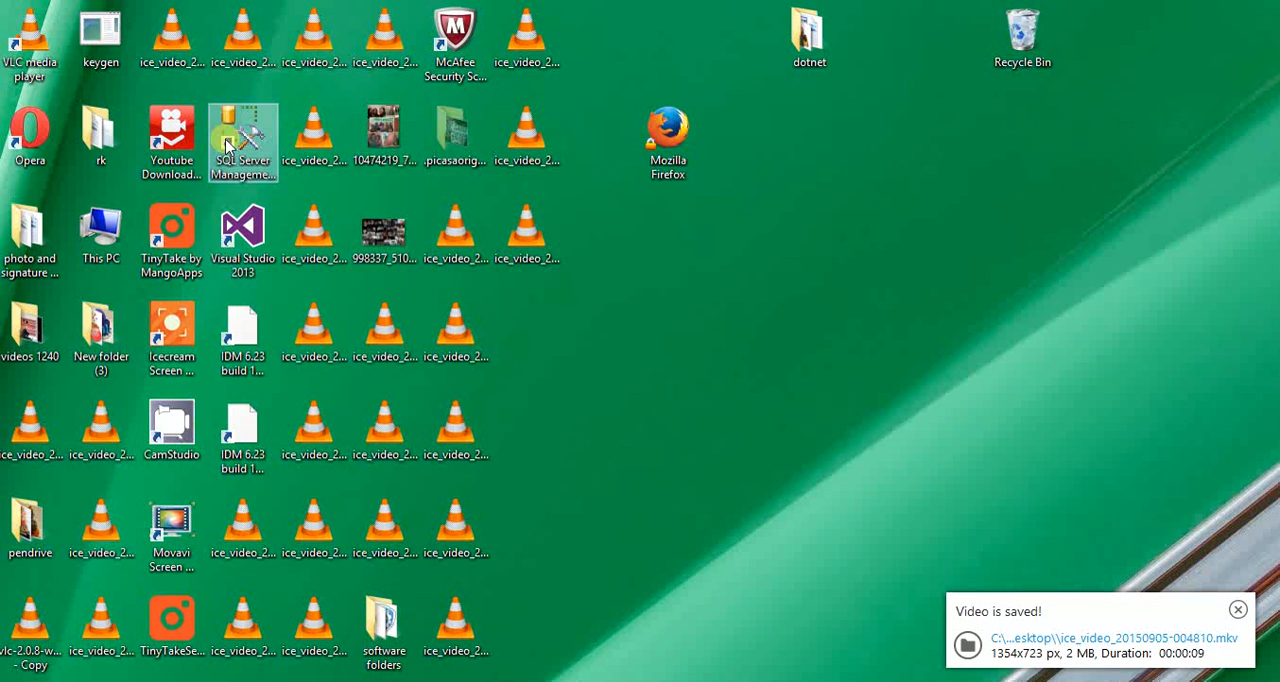 VLC media
player
keygen
ice_video_2...
ice_video_2...
ice_video_2...
ice_video_2...
McAfee
Security Sc...
ice_video_2...
dotnet
Recycle Bin
Opera
rk
Youtube
Download...
SQL Server
Manageme...
ice_video_2...
10474219_7...
.picasaorig...
ice_video_2...
Mozilla
Firefox
photo and
signature ...
This PC
TinyTake by
MangoApps
Visual Studio
2013
ice_video_2...
998337_510...
ice_video_2...
ice_video_2...
videos 1240
New folder
(3)
Icecream
Screen ...
IDM 6.23
build 1...
ice_video_2...
ice_video_2...
ice_video_2...
ice_video_2...
ice_video_2...
CamStudio
IDM 6.23
build 1...
ice_video_2...
ice_video_2...
ice_video_2...
pendrive
ice_video_2...
Movavi
Screen ...
ice_video_2...
ice_video_2...
ice_video_2...
ice_video_2...
vlc-2.0.8-w...
- Copy
ice_video_2...
TinyTakeSe...
ice_video_2...
ice_video_2...
software
folders
ice_video_2...
Video is saved!
C:\...esktop\\ice_video_20150905-004810.mkv
1354x723 px, 2 MB, Duration: 00:00:09